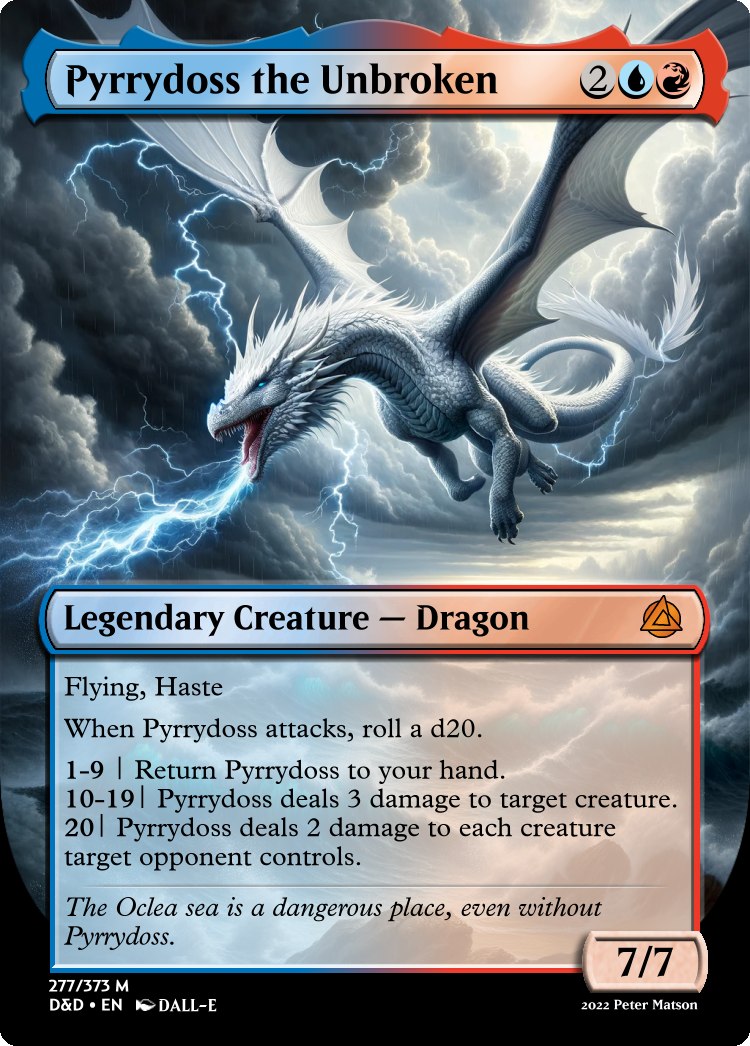 Pyrrydoss the Unbroken 2
Legendary Creature — Dragon
Flying, Haste
When Pyrrydoss attacks, roll a d20.
1-9 | Return Pyrrydoss to your hand.
10-19| Pyrrydoss deals 3 damage to target creature.
20| Pyrrydoss deals 2 damage to each creature
target opponent controls.
The Oclea sea is a dangerous place, even without
Pyrrydoss.
7/7
277/373 M
D&D • EN DALL-E
2022 Peter Matson